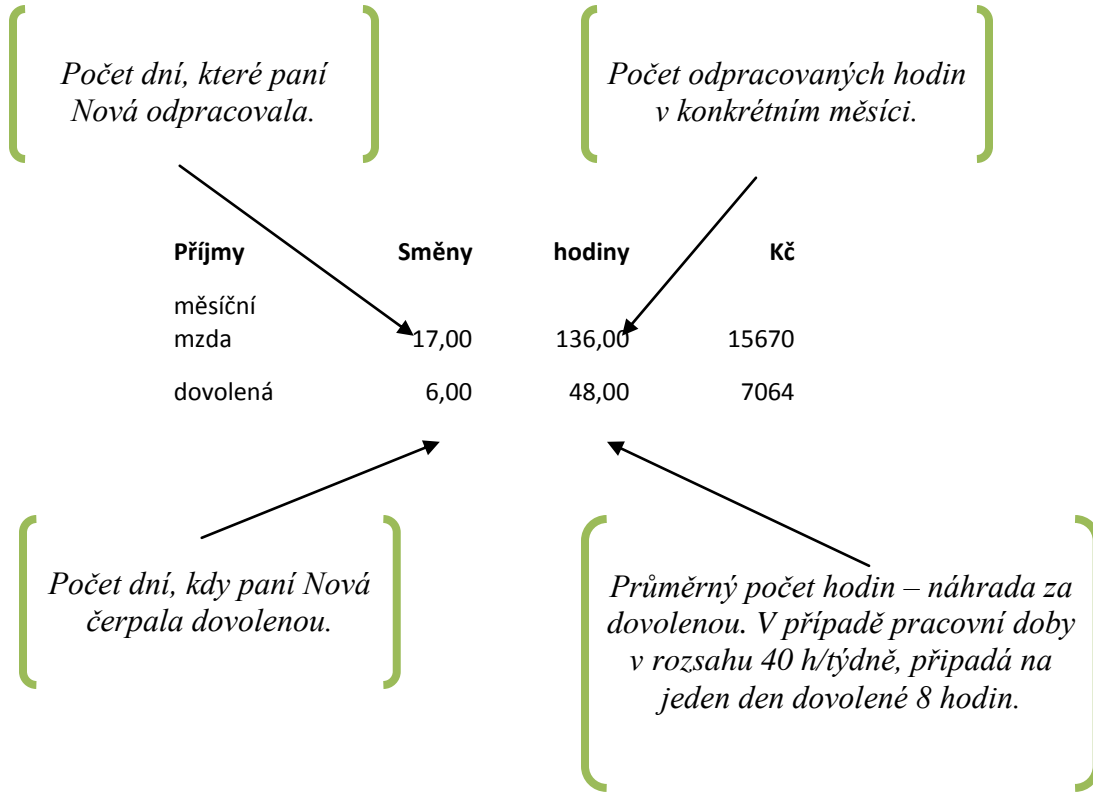 Počet dní, které paní
Nová odpracovala.
Počet odpracovaných hodin
v konkrétním měsíci.
Příjmy Směny hodiny Kč
měsíční
mzda 17,00 136,00 15670
dovolená 6,00 48,00 7064
Počet dní, kdy paní Nová
čerpala dovolenou.
Průměrný počet hodin – náhrada za
dovolenou. V případě pracovní doby
v rozsahu 40 h/týdně, připadá na
jeden den dovolené 8 hodin.